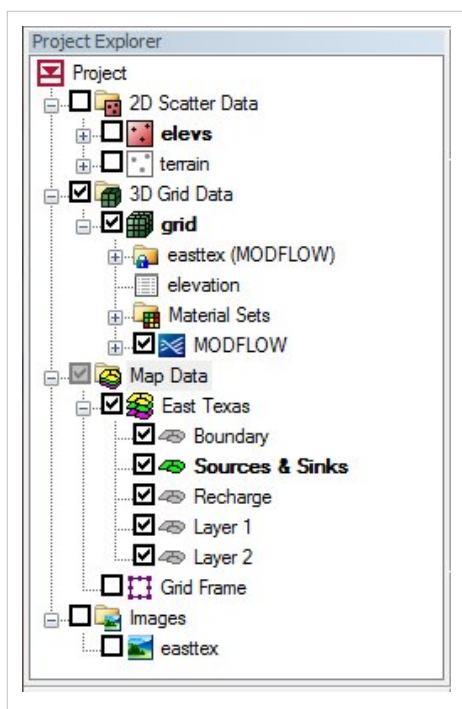 Project Explorer
Project
2D Scatter Data
elevs
terrain
3D Grid Data
grid
easttex (MODFLOW)
elevation
Material Sets
MODFLOW
Map Data
East Texas
Boundary
Sources & Sinks
Recharge
Layer 1
Layer 2
Grid Frame
Images
easttex